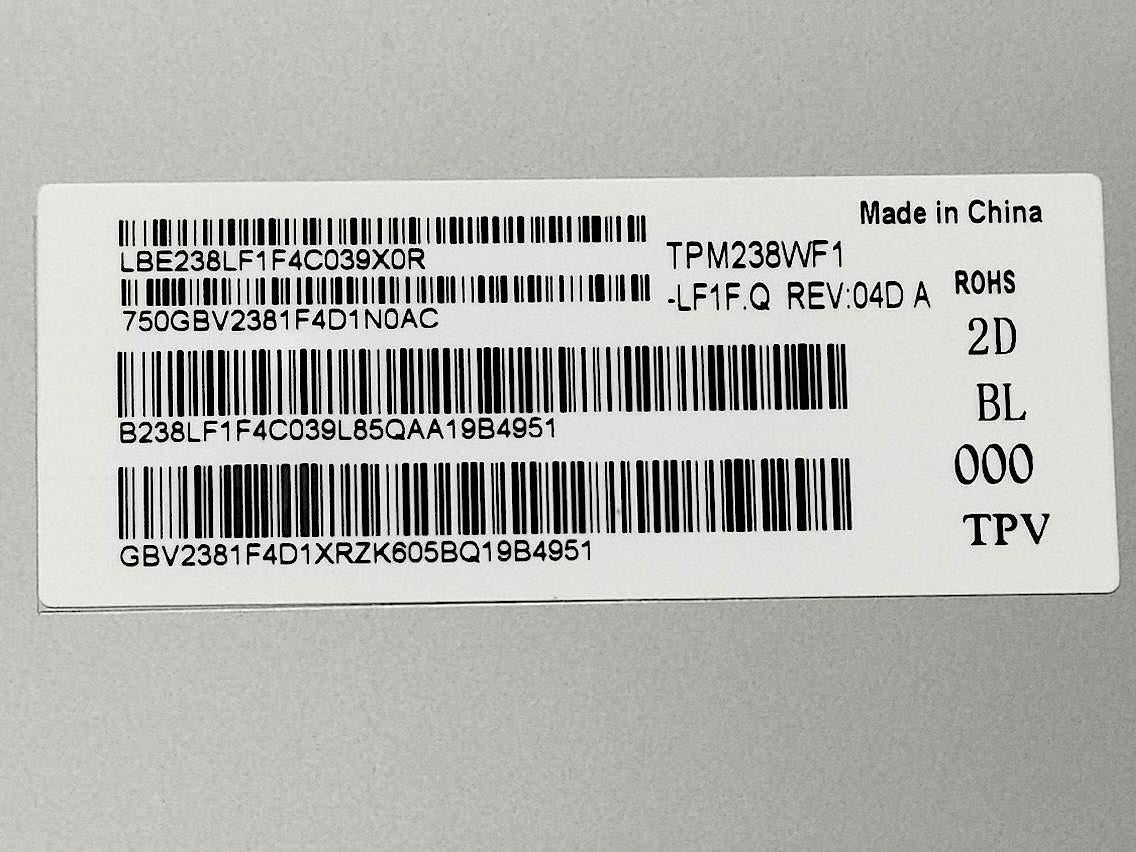 Made in China
LBE238LF1F4C039X0R
TPM238WF1
-LF1F.Q REV:04D A
ROHS
750GBV2381F4D1N0AC
2D
BL
B238LF1F4C039L85QAA19B4951
000
TPV
GBV2381F4D1XRZK605BQ19B4951